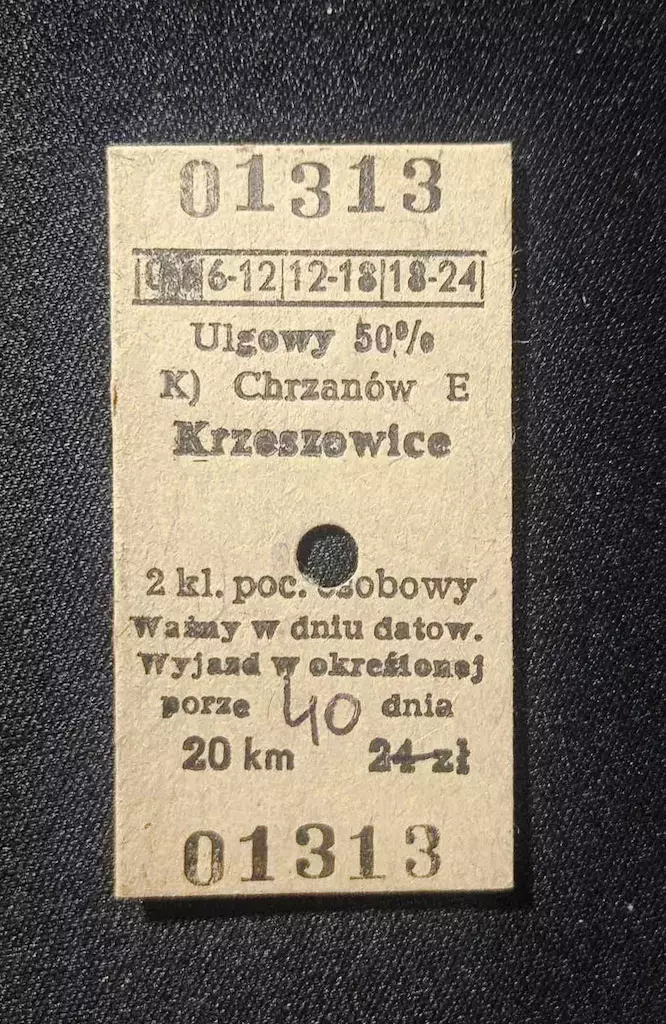 01313
6-12 12-18 18-24
Ulgowy 50%
K) Chrzanów E
Krzeszowice
2 kl. poc. osobowy
Ważny w dniu datow.
Wyjazd w określonej
porze 40 dnia
20 km 24 zł
01313